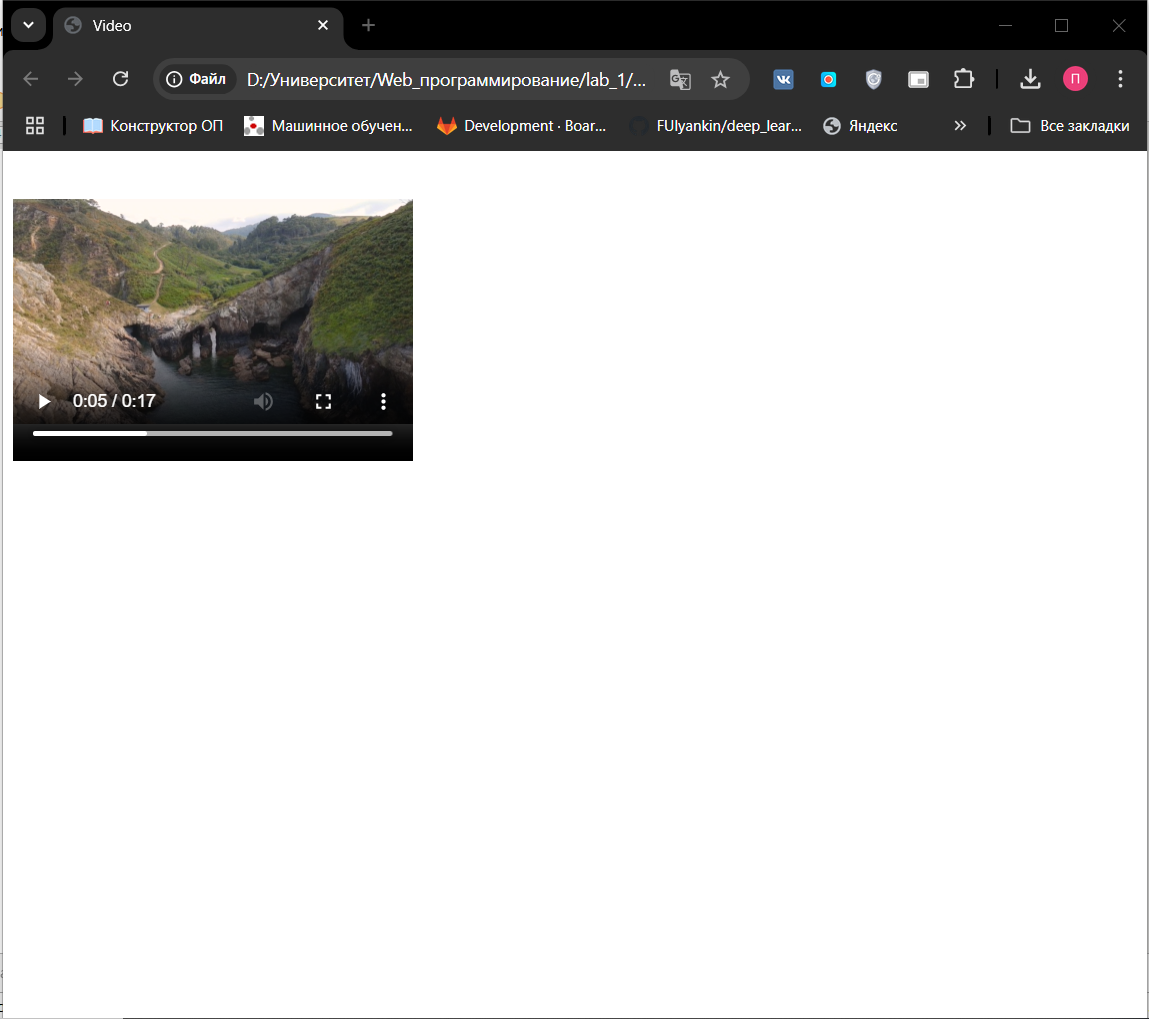 Video
Файл D:/Университет/Web_программирование/lab_1/...
П
Конструктор ОП Машинное обучен... Development · Boar... FUlyankin/deep_lear... Яндекс » Все закладки
0:05 / 0:17